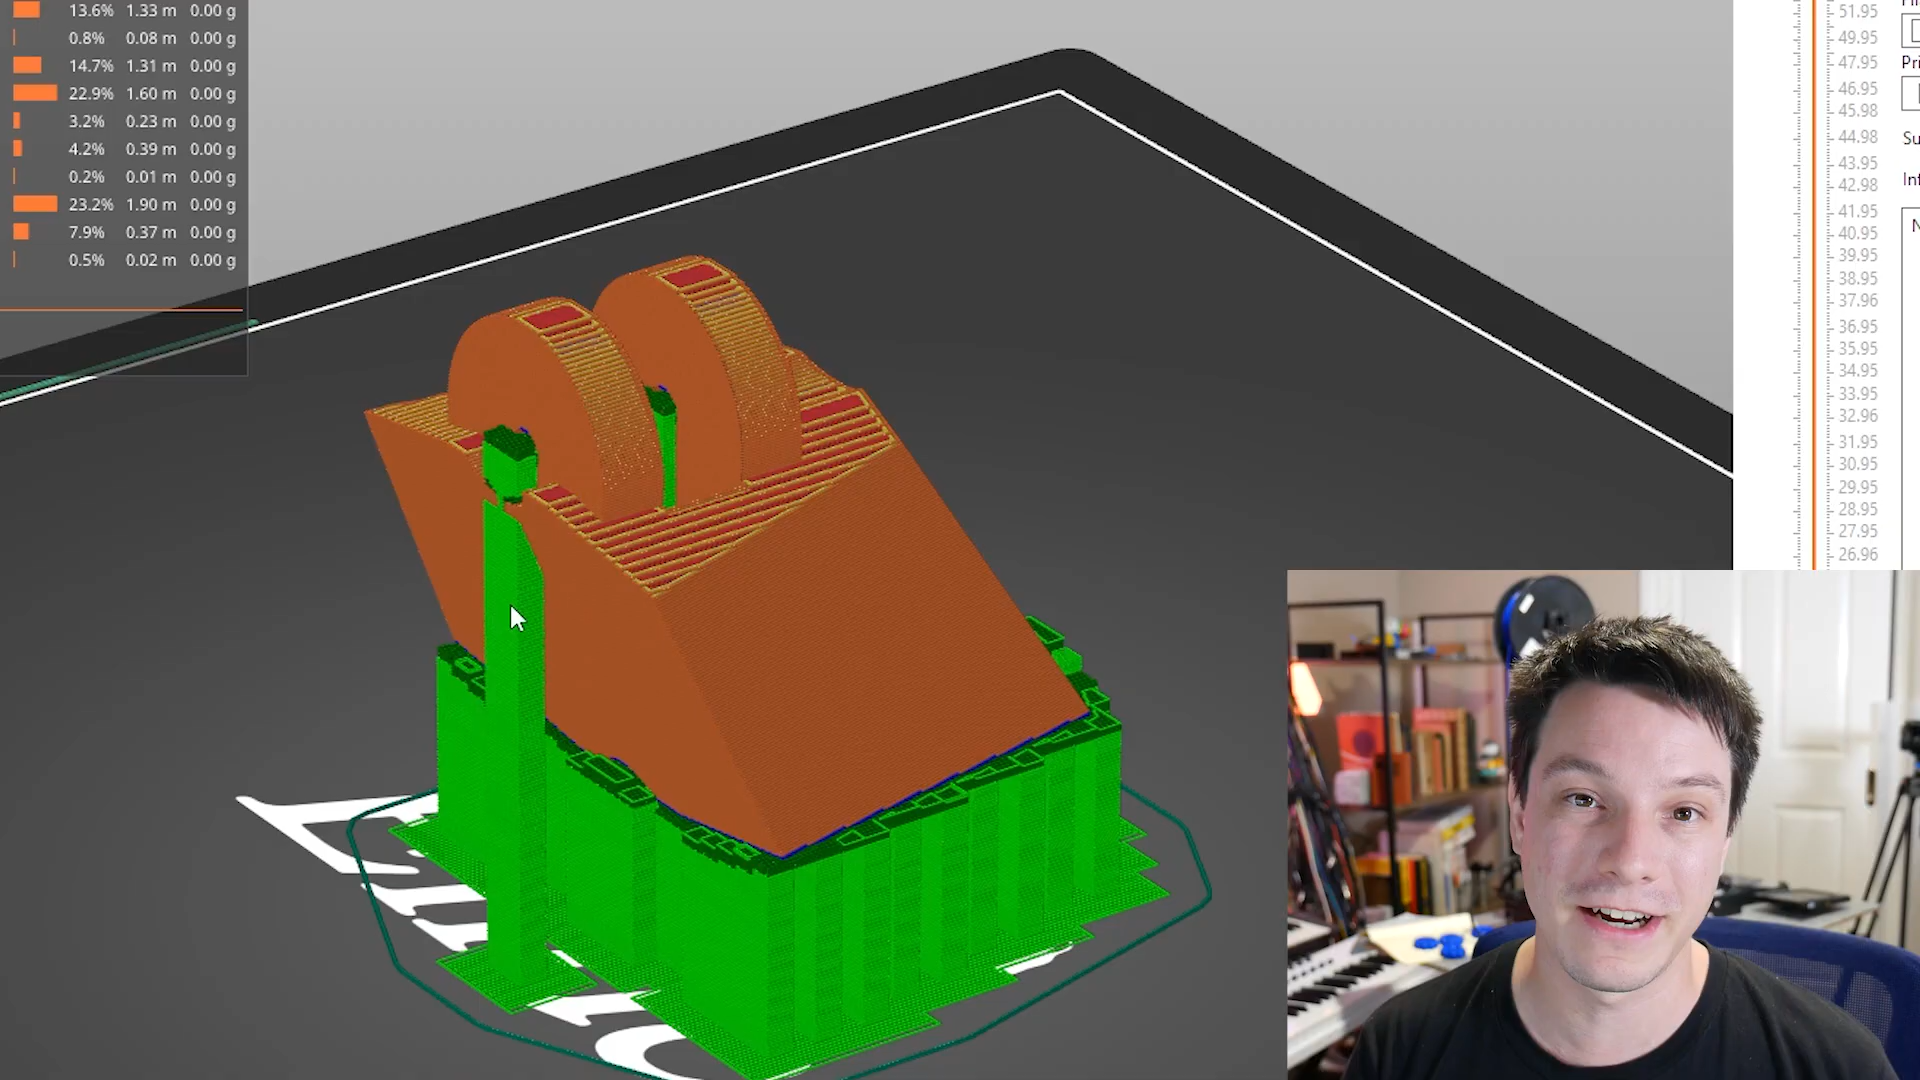 13.6% 1.33 m 0.00 g
0.8% 0.08 m 0.00 g
14.7% 1.31 m 0.00 g
22.9% 1.60 m 0.00 g
3.2% 0.23 m 0.00 g
4.2% 0.39 m 0.00 g
0.2% 0.01 m 0.00 g
23.2% 1.90 m 0.00 g
7.9% 0.37 m 0.00 g
0.5% 0.02 m 0.00 g
51.95
49.95
47.95
46.95
45.98
44.98
43.95
42.98
41.95
40.95
39.95
38.95
37.96
36.95
35.95
34.95
33.95
32.96
31.95
30.95
29.95
28.95
27.95
26.96
Pri
Su
Inf
N